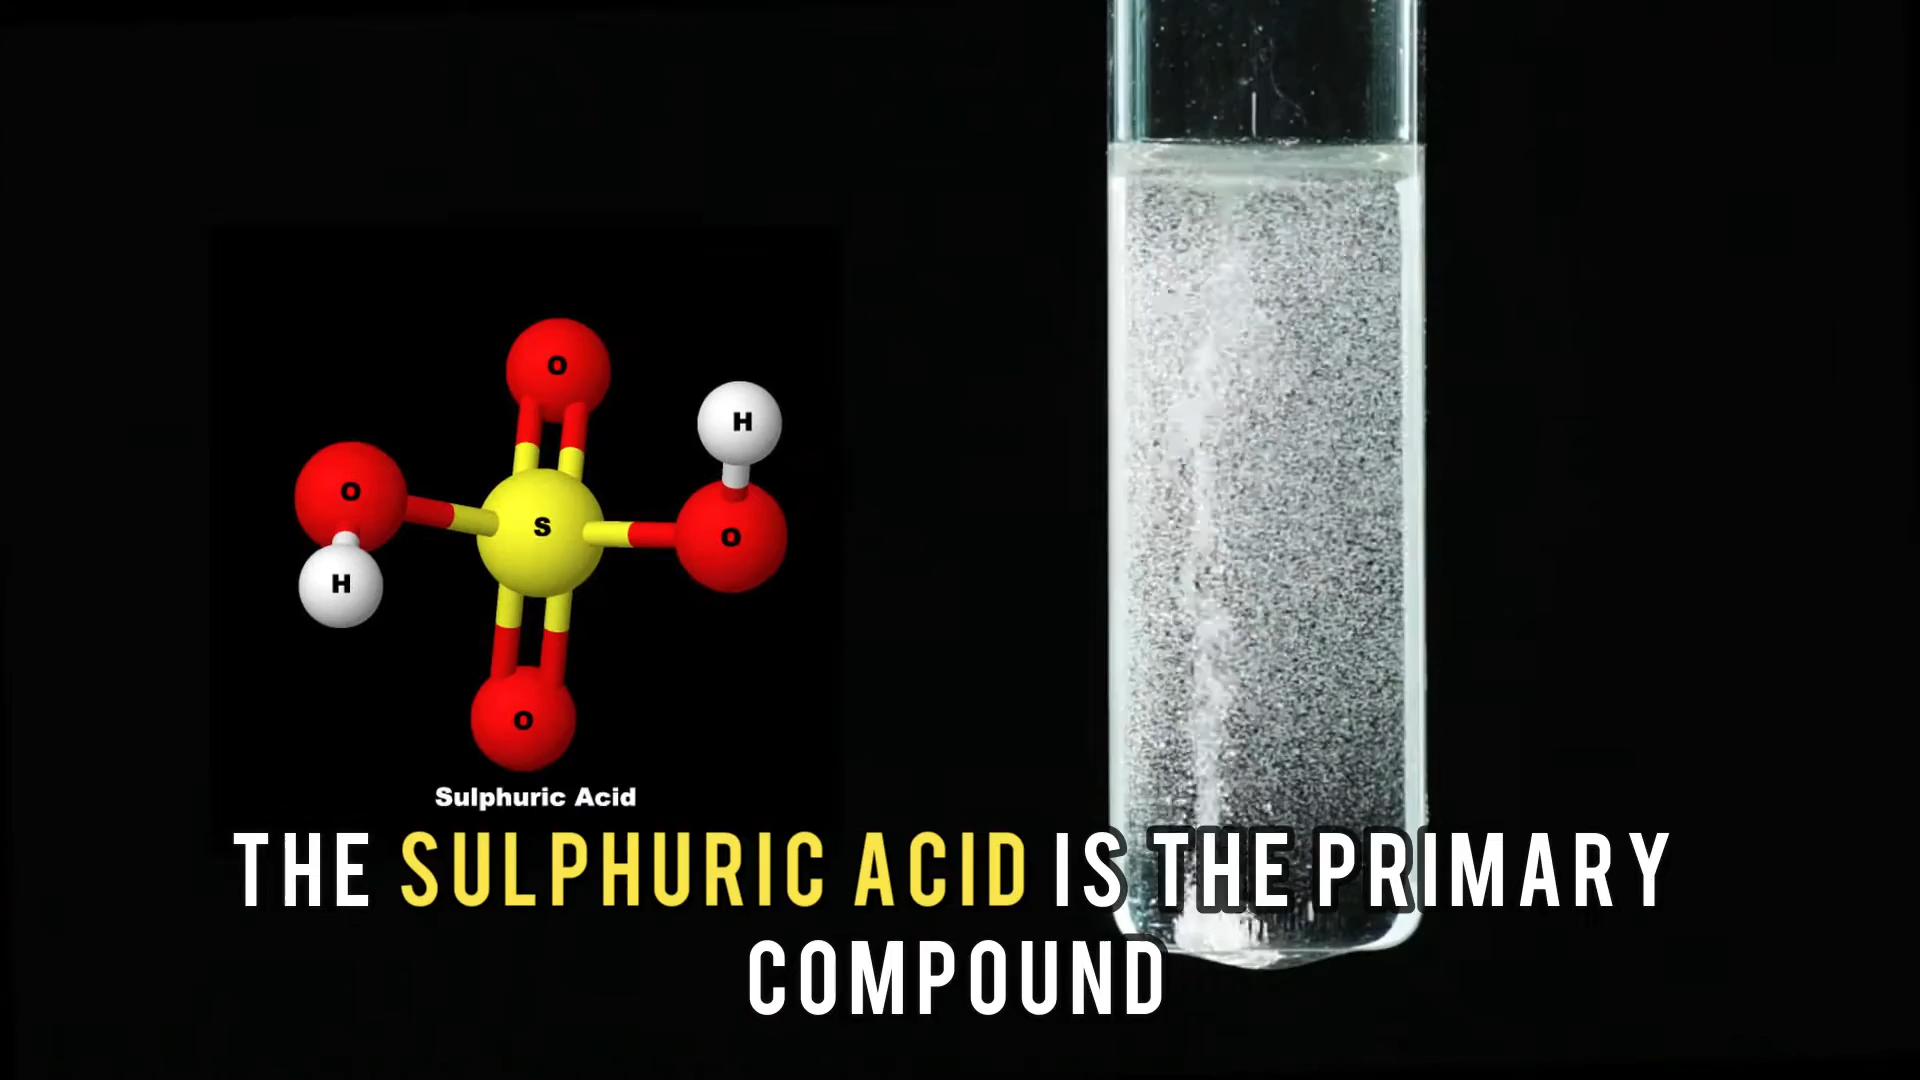 O
H
O
S
O
H
O
Sulphuric Acid
THE SULPHURIC ACID IS THE PRIMARY
COMPOUND